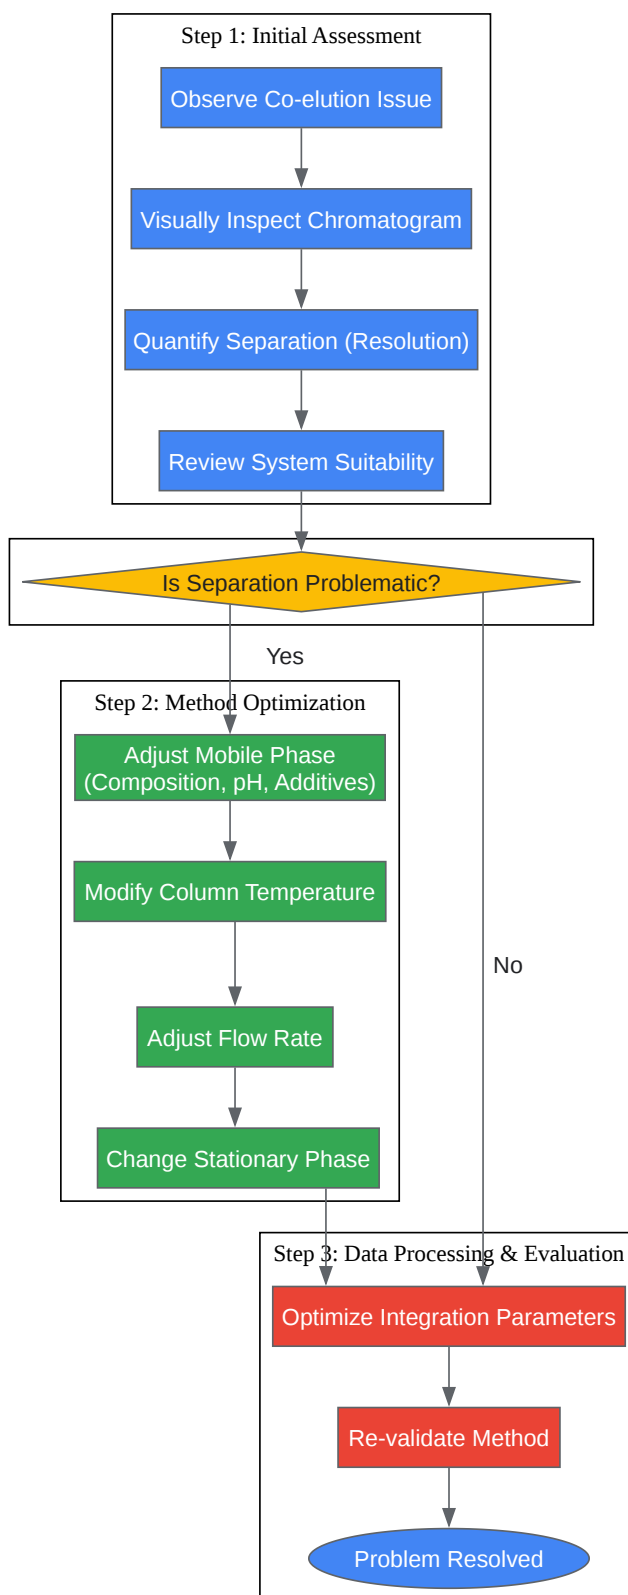 Step 1: Initial Assessment
Observe Co-elution Issue
Visually Inspect Chromatogram
Quantify Separation (Resolution)
Review System Suitability
Is Separation Problematic?
Yes
Step 2: Method Optimization
Adjust Mobile Phase
(Composition, pH, Additives)
Modify Column Temperature
No
Adjust Flow Rate
Change Stationary Phase
Step 3: Data Processing & Evaluation
Optimize Integration Parameters
Re-validate Method
Problem Resolved